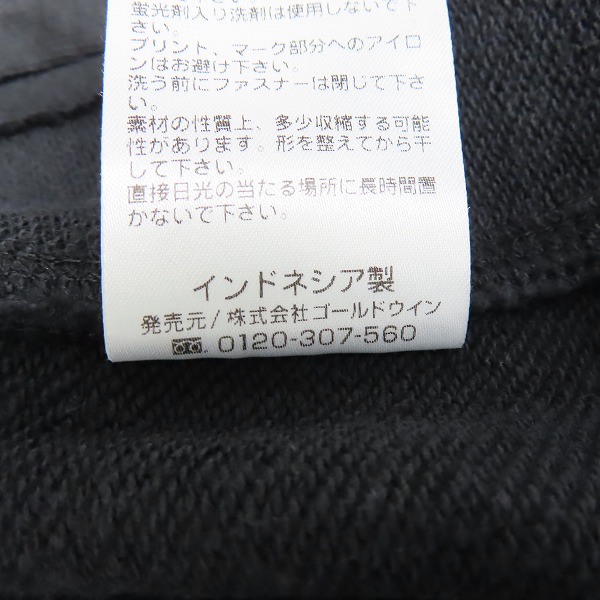 蛍光剤入り洗剤は使用しないで下
さい。
プリント、マーク部分へのアイロ
ンはお避け下さい。
洗う前にファスナーは閉じて下さ
い。
素材の性質上、多少収縮する可能
性があります。形を整えてから干
して下さい。
直接日光の当たる場所に長時間置
かないで下さい。
インドネシア製
発売元/株式会社ゴールドウイン
0120-307-560